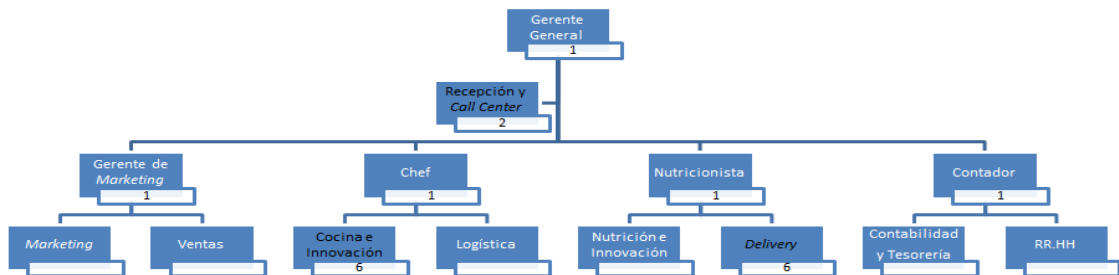 Gerente
General
1
Recepción y
Call Center
2
Gerente de
Marketing
1
Chef
1
Nutricionista
1
Contador
1
Marketing
Ventas
Cocina e
Innovación
6
Logística
Nutrición e
Innovación
Delivery
6
Contabilidad
y Tesorería
RR.HH